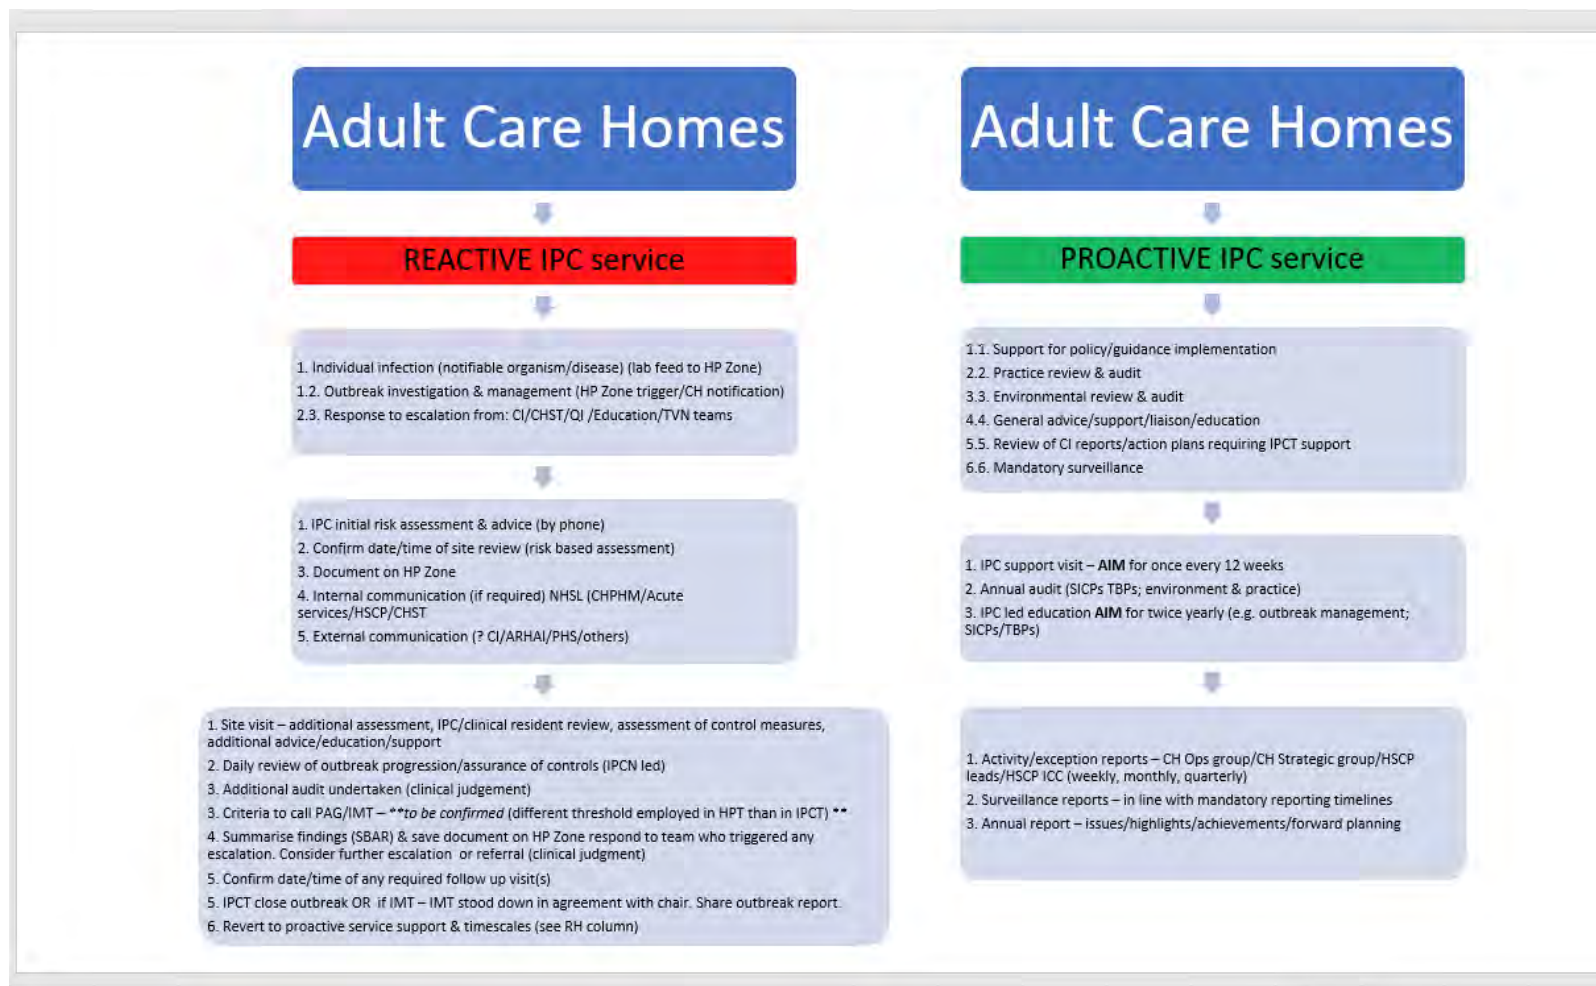 Adult Care Homes
REACTIVE IPC service
1. Individual infection (notifiable organism/disease) (lab feed to HP Zone)
1.2. Outbreak investigation & management (HP Zone trigger/CH notification)
2.3. Response to escalation from: CI/CHST/QI /Education/TVN teams
1. IPC initial risk assessment & advice (by phone)
2. Confirm date/time of site review (risk based assessment)
3. Document on HP Zone
4. Internal communication (if required) NHSL (CHPHM/Acute
services/HSCP/CHST
5. External communication (? CI/ARHAI/PHS/others)
1. Site visit – additional assessment, IPC/clinical resident review, assessment of control measures,
additional advice/education/support
2. Daily review of outbreak progression/assurance of controls (IPCN led)
3. Additional audit undertaken (clinical judgement)
3. Criteria to call PAG/IMT – **to be confirmed (different threshold employed in HPT than in IPCT) **
4. Summarise findings (SBAR) & save document on HP Zone respond to team who triggered any
escalation. Consider further escalation or referral (clinical judgment)
5. Confirm date/time of any required follow up visit(s)
5. IPCT close outbreak OR if IMT – IMT stood down in agreement with chair. Share outbreak report.
6. Revert to proactive service support & timescales (see RH column)
Adult Care Homes
PROACTIVE IPC service
1.1. Support for policy/guidance implementation
2.2. Practice review & audit
3.3. Environmental review & audit
4.4. General advice/support/liaison/education
5.5. Review of CI reports/action plans requiring IPCT support
6.6. Mandatory surveillance
1. IPC support visit – AIM for once every 12 weeks
2. Annual audit (SICPs TBPs; environment & practice)
3. IPC led education AIM for twice yearly (e.g. outbreak management;
SICPs/TBPs)
1. Activity/exception reports – CH Ops group/CH Strategic group/HSCP
leads/HSCP ICC (weekly, monthly, quarterly)
2. Surveillance reports – in line with mandatory reporting timelines
3. Annual report – issues/highlights/achievements/forward planning